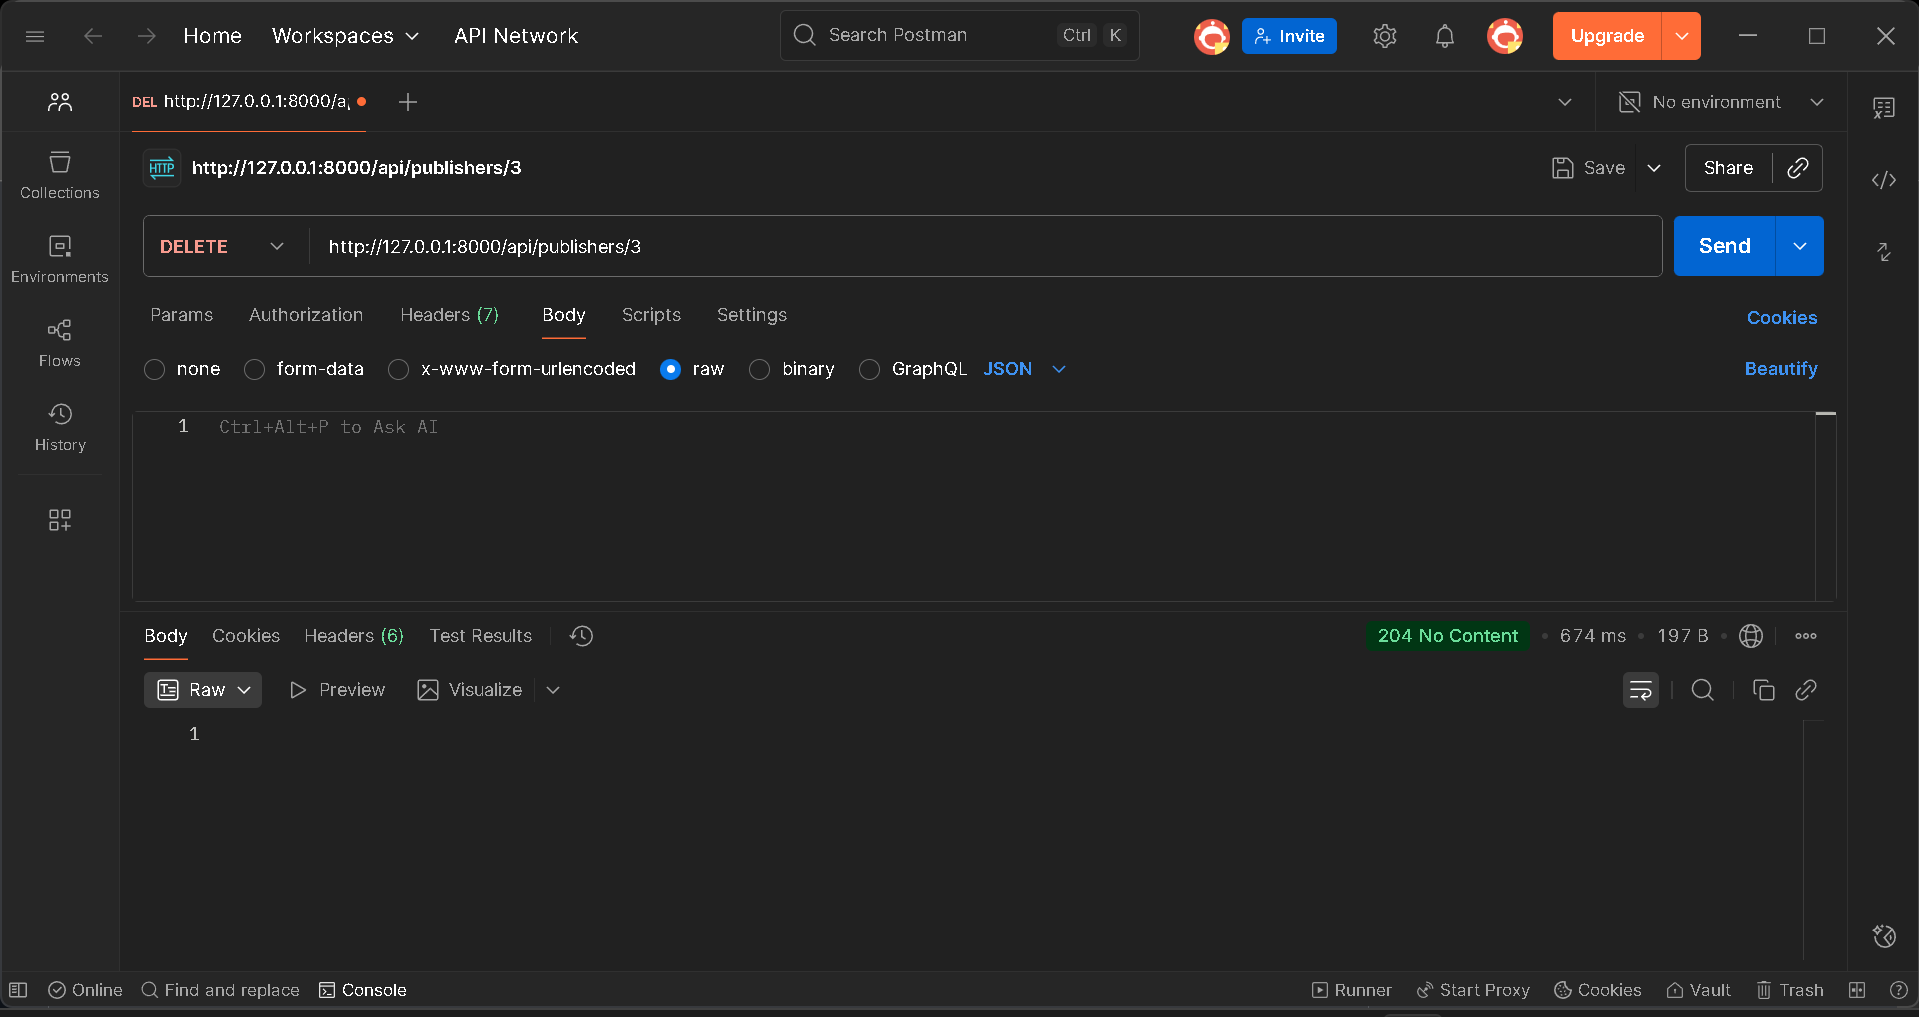 Home Workspaces API Network Search Postman Ctrl K Invite Upgrade
DEL http://127.0.0.1:8000/a No environment
HTTP http://127.0.0.1:8000/api/publishers/3 Save Share
Collections
DELETE http://127.0.0.1:8000/api/publishers/3 Send
Environments
Params Authorization Headers (7) Body Scripts Settings Cookies
Flows
none form-data x-www-form-urlencoded raw binary GraphQL JSON Beautify
1 Ctrl+Alt+P to Ask AI
History
Body Cookies Headers (6) Test Results 204 No Content • 674 ms • 197 B
Raw Preview Visualize
1
Online Find and replace Console Runner Start Proxy Cookies Vault Trash